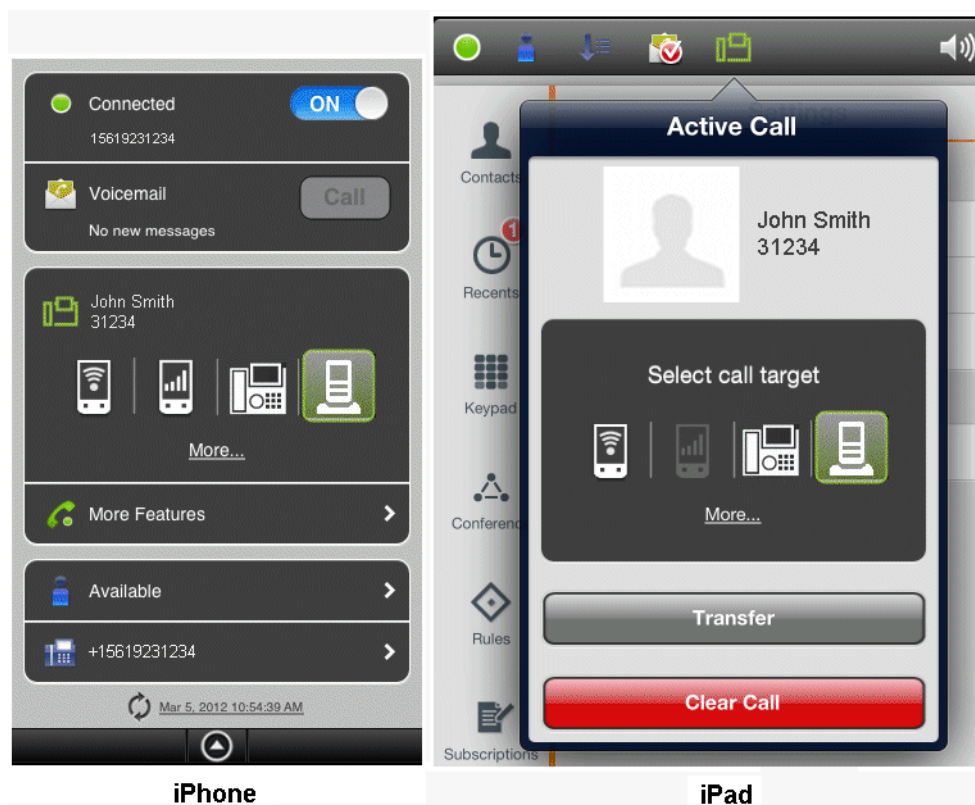 Connected
ON
15619231234
Voicemail
Call
No new messages
John Smith
31234
More...
More Features
Available
+15619231234
Mar 5, 2012 10:54:39 AM
iPhone
Settings
Active Call
Contacts
John Smith
31234
1
Recents
Select call target
Keypad
More...
Conferenc
Transfer
Rules
Clear Call
Subscriptions
iPad